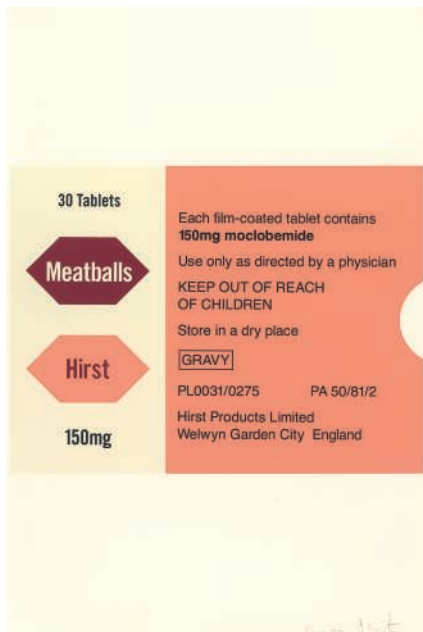 30 Tablets
Meatballs
Hirst
150mg
Each film-coated tablet contains
150mg moclobemide
Use only as directed by a physician
KEEP OUT OF REACH
OF CHILDREN
Store in a dry place
GRAVY
PL0031/0275 PA 50/81/2
Hirst Products Limited
Welwyn Garden City England